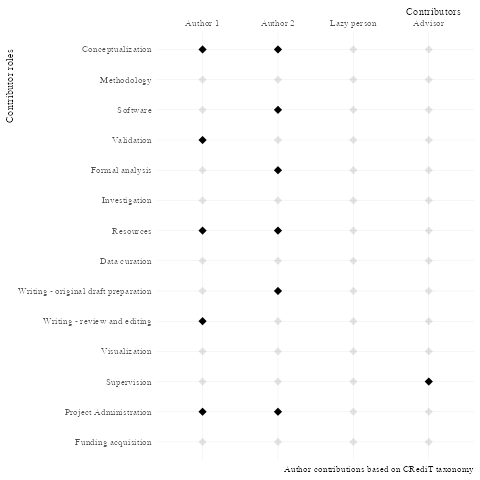 Contributors
Author 1 Author 2 Lazy person Advisor
Contributor roles
Conceptualization
Methodology
Software
Validation
Formal analysis
Investigation
Resources
Data curation
Writing - original draft preparation
Writing - review and editing
Visualization
Supervision
Project Administration
Funding acquisition
Author contributions based on CRediT taxonomy